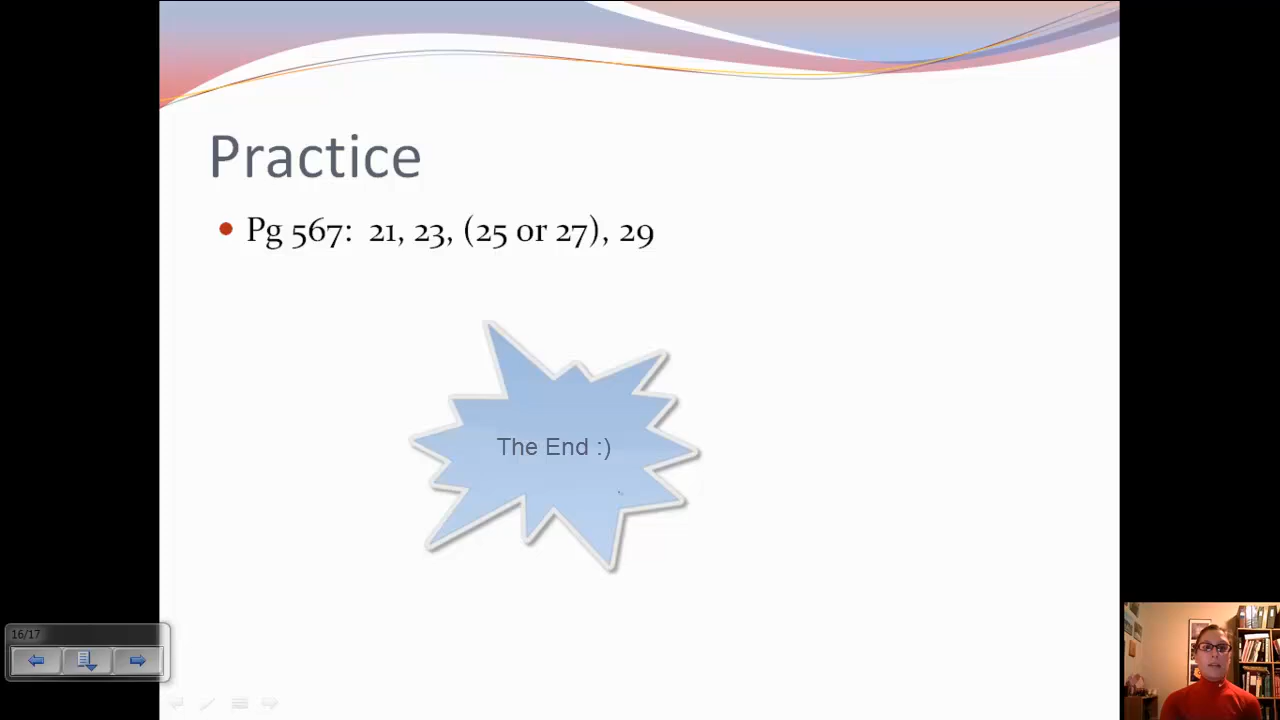 Practice
Pg 567: 21, 23, (25 or 27), 29
The End :)
16/17